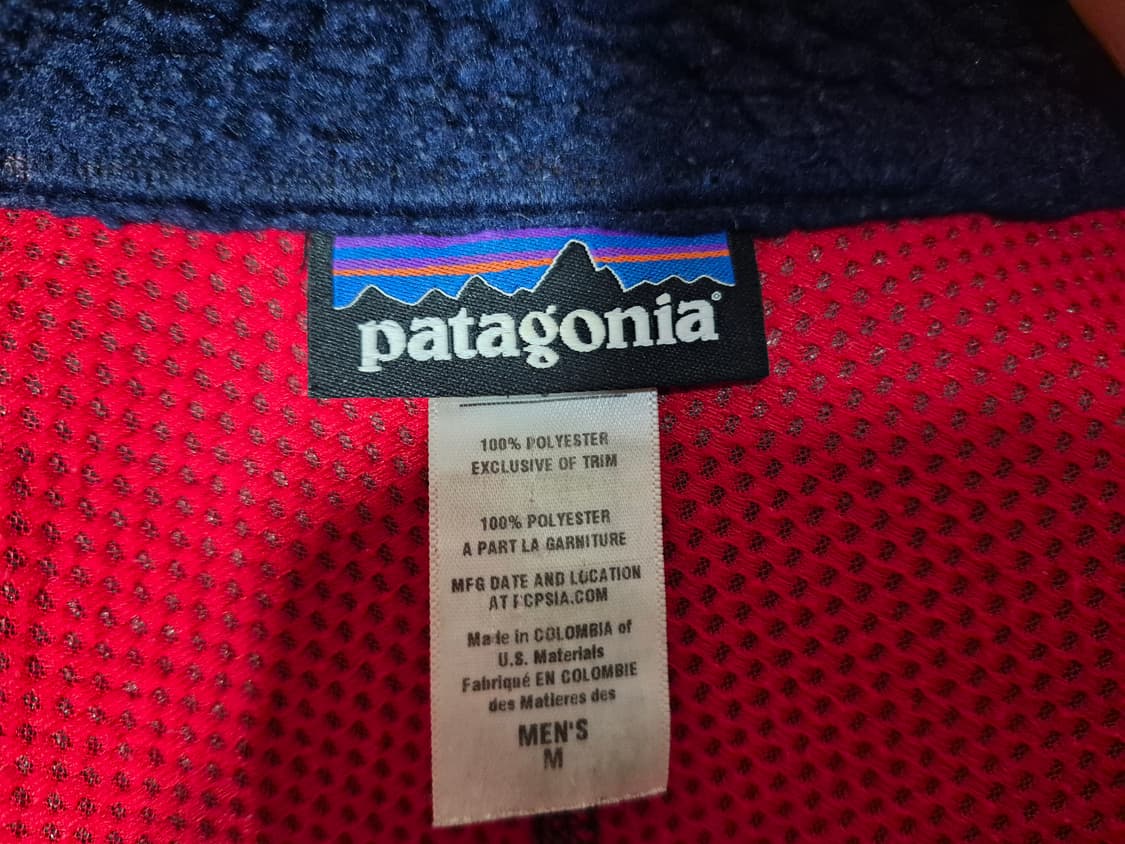 patagonia®
100% POLYESTER
EXCLUSIVE OF TRIM
100% POLYESTER
A PART LA GARNITURE
MFG DATE AND LOCATION
AT PCPSIA.COM
Made in COLOMBIA of
U.S. Materials
Fabriqué EN COLOMBIE
des Matieres des
MEN'S
M